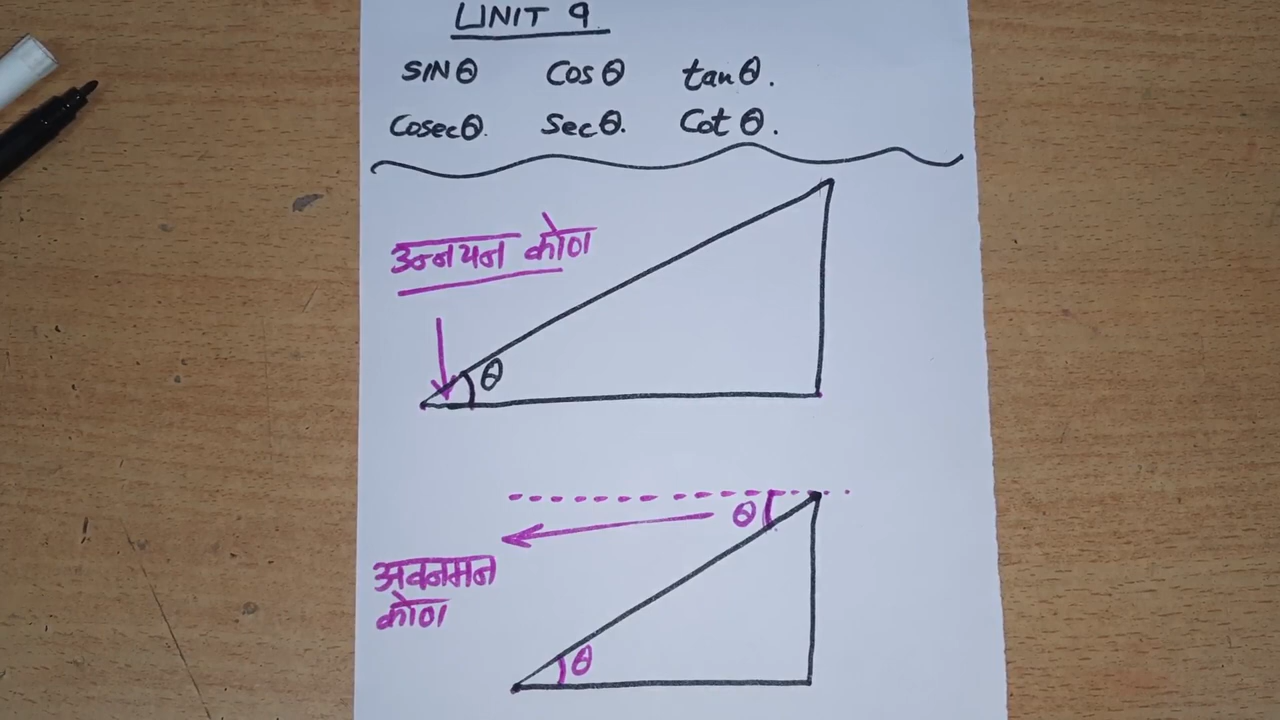 UNIT 9
SIN θ Cos θ tan θ.
Cosec θ. Sec θ. Cot θ.
उन्नयन कोण
θ
θ
अवनमन
कोण
θ